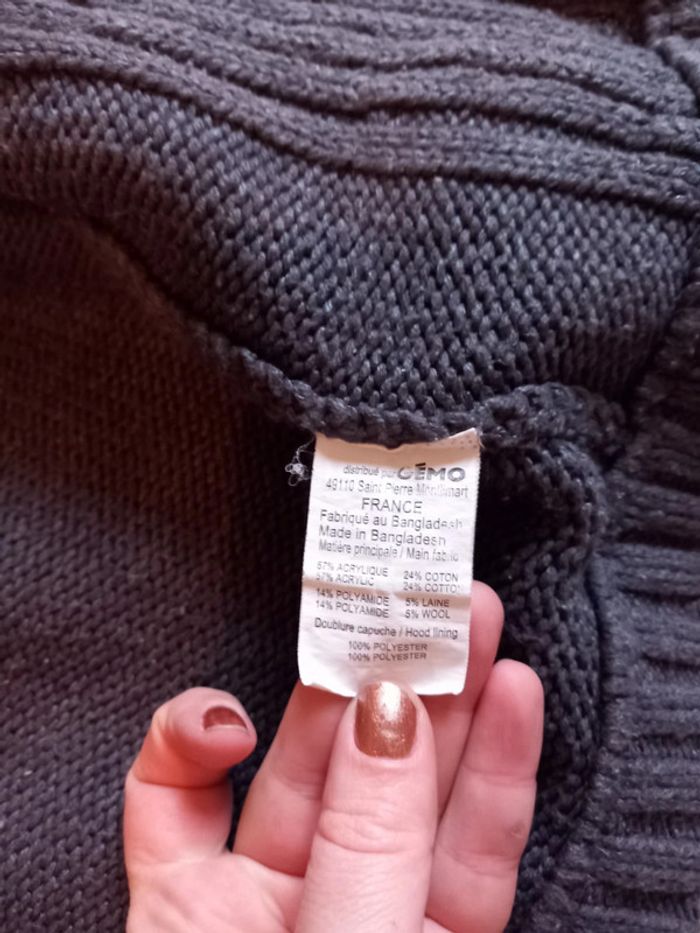 distribué par GÉMO
49110 Saint Pierre Montlimart
FRANCE
Fabriqué au Bangladesh
Made in Bangladesh
Matière principale / Main fabric
57% ACRYLIQUE 24% COTON
57% ACRYLIC 24% COTTON
14% POLYAMIDE 5% LAINE
14% POLYAMIDE 5% WOOL
Doublure capuche / Hood lining
100% POLYESTER
100% POLYESTER